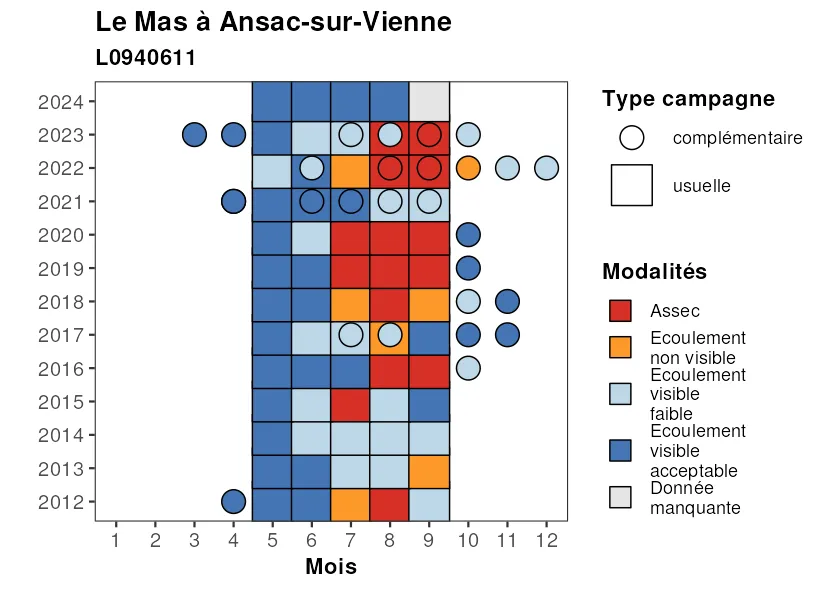 Le Mas à Ansac-sur-Vienne
L0940611
2024
2023
2022
2021
2020
2019
2018
2017
2016
2015
2014
2013
2012
1 2 3 4 5 6 7 8 9 10 11 12
Mois
Type campagne
complémentaire
usuelle
Modalités
Assec
Ecoulement
non visible
Ecoulement
visible
faible
Ecoulement
visible
acceptable
Donnée
manquante